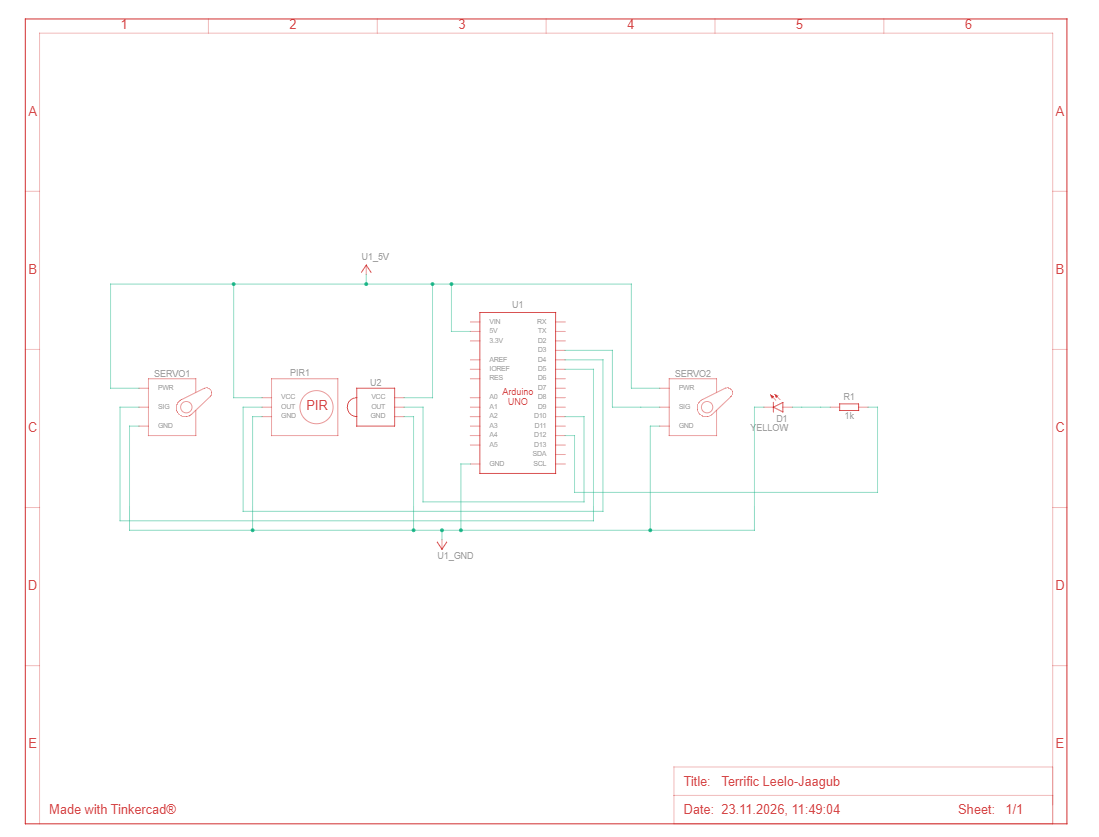 1 2 3 4 5 6
A A
B B
C C
D D
E E
U1_5V
U1
VIN RX
5V TX
3.3V D2
D3
AREF D4
IOREF D5
RES D6
D7
A0 D8
A1 D9
A2 D10
A3 D11
A4 D12
A5 D13
SDA
GND SCL
Arduino
UNO
SERVO1
PWR
SIG
GND
PIR1
VCC
OUT
GND
PIR
U2
VCC
OUT
GND
SERVO2
PWR
SIG
GND
D1
YELLOW
R1
1k
U1_GND
Title: Terrific Leelo-Jaagub
Made with Tinkercad®
Date: 23.11.2026, 11:49:04 Sheet: 1/1